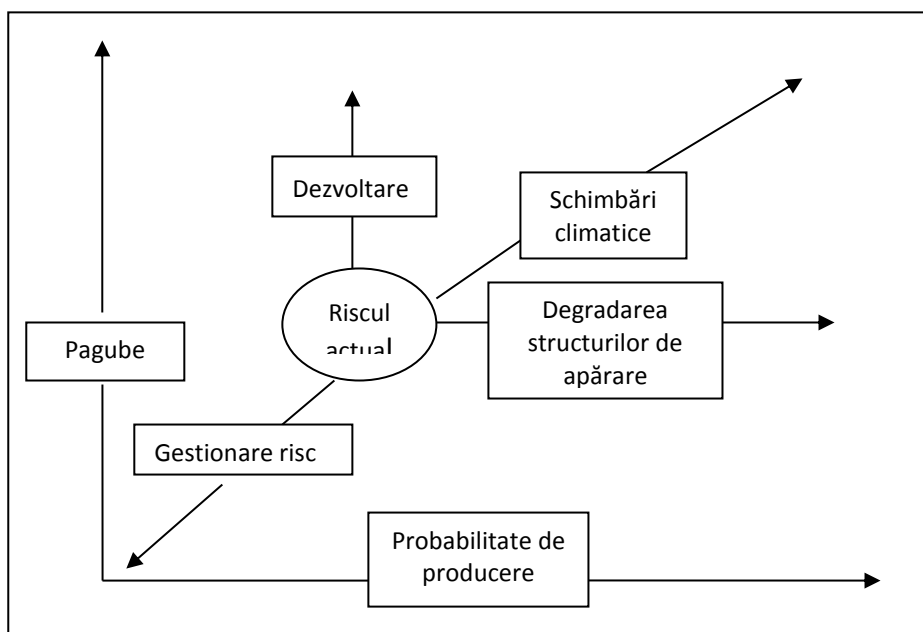 Dezvoltare
Schimbări
climatice
Riscul
actual
Degradarea
structurilor de
apărare
Pagube
Gestionare risc
Probabilitate de
producere